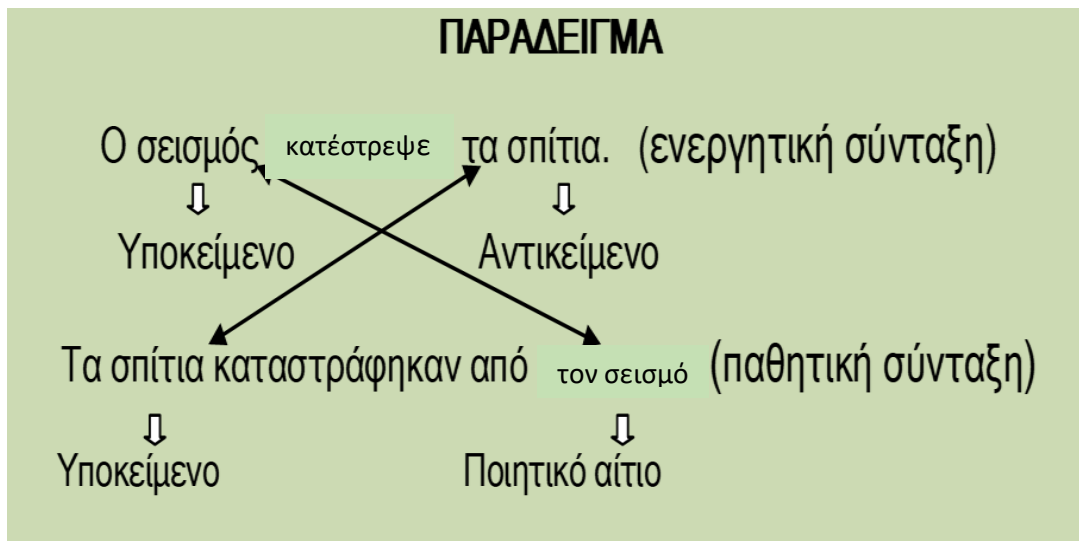 ΠΑΡΑΔΕΙΓΜΑ
Ο σεισμός κατέστρεψε τα σπίτια. (ενεργητική σύνταξη)
Υποκείμενο Αντικείμενο
Τα σπίτια καταστράφηκαν από τον σεισμό (παθητική σύνταξη)
Υποκείμενο Ποιητικό αίτιο